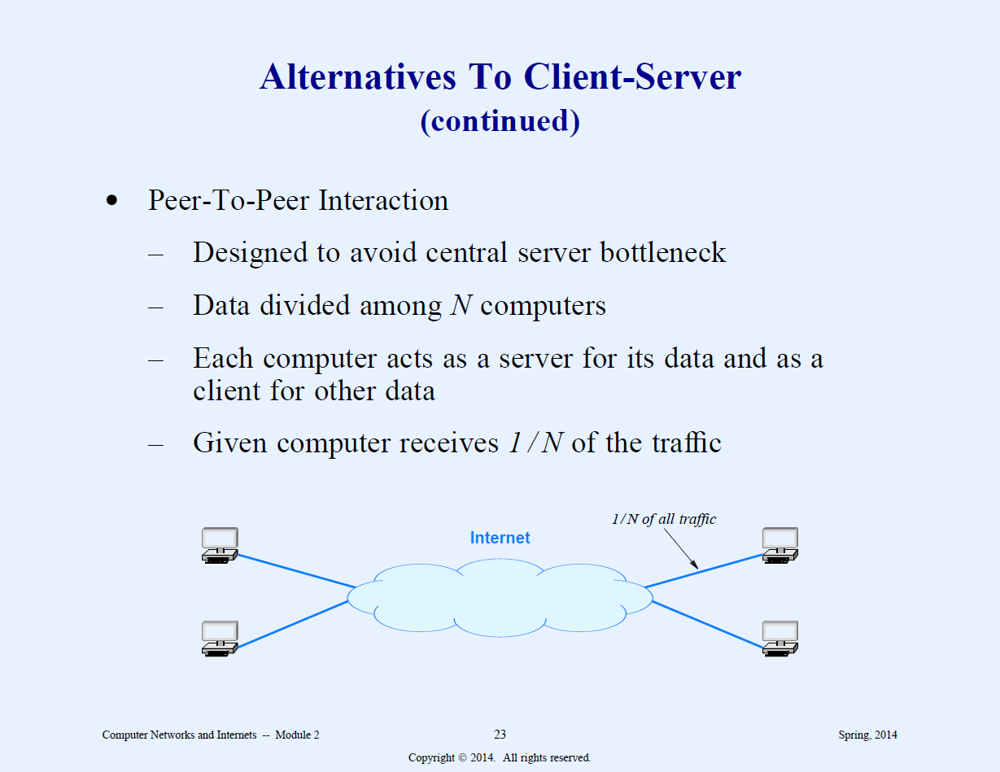 Alternatives To Client-Server
(continued)
• Peer-To-Peer Interaction
– Designed to avoid central server bottleneck
– Data divided among N computers
– Each computer acts as a server for its data and as a
client for other data
– Given computer receives 1/N of the traffic
1/N of all traffic
Internet
Computer Networks and Internets -- Module 2 23 Spring, 2014
Copyright © 2014. All rights reserved.